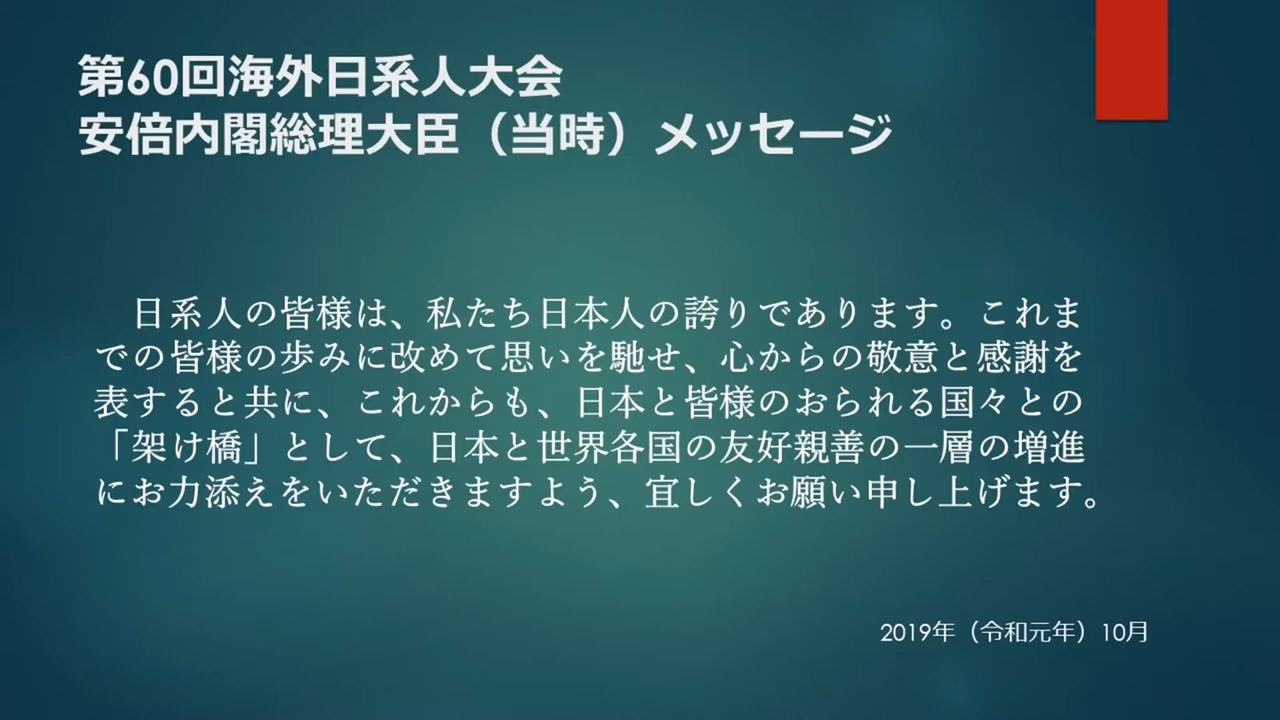 第60回海外日系人大会
安倍内閣総理大臣（当時）メッセージ
日系人の皆様は、私たち日本人の誇りであります。これま
での皆様の歩みに改めて思いを馳せ、心からの敬意と感謝を
表すると共に、これからも、日本と皆様のおられる国々との
「架け橋」として、日本と世界各国の友好親善の一層の増進
にお力添えをいただきますよう、宜しくお願い申し上げます。
2019年（令和元年）10月